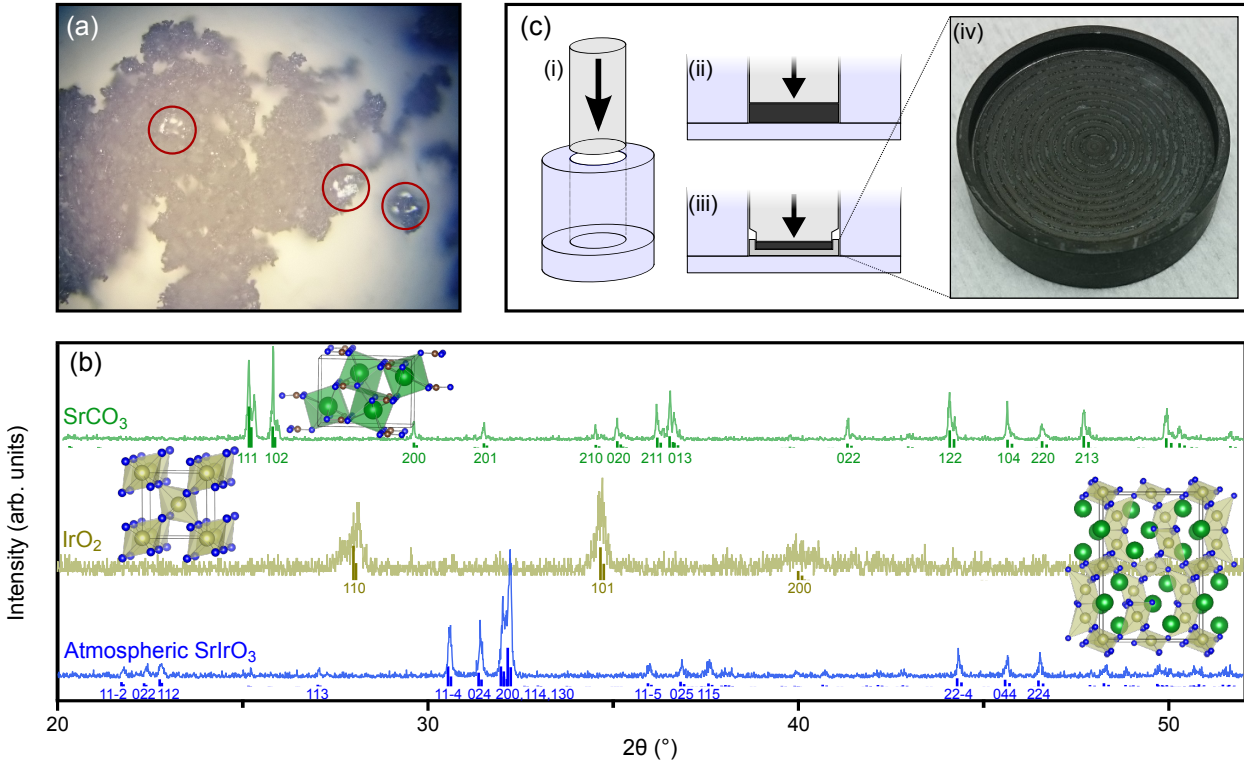 (a)
(c)
(i)
(ii)
(iii)
(iv)
(b)
Intensity (arb. units)
SrCO3
111 102 200 201 210 020 211 013 022 122 104 220 213
IrO2
110 101 200
Atmospheric SrIrO3
11-2 022 112 113 11-4 024 200 114,130 11-5 025 115 22-4 044 224
20 30 40 50
2θ (°)